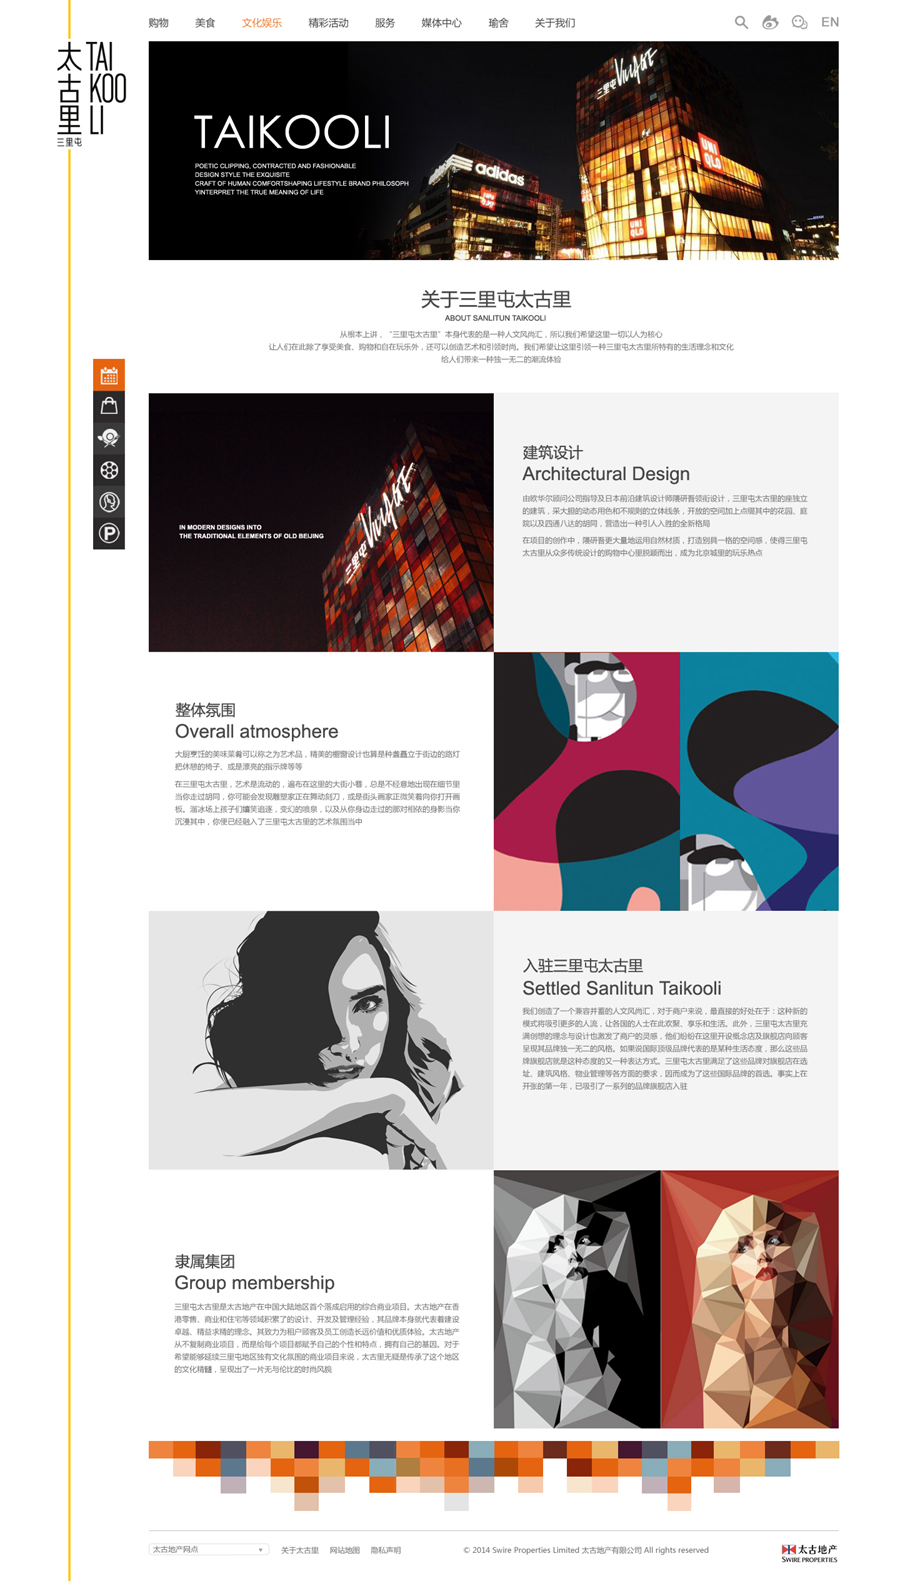 购物 美食 文化娱乐 精彩活动 服务 媒体中心 瑜舍 关于我们 EN
太古里
三里屯
TAI
KOO
LI
三里屯 VILLAGE
adidas
UNI
QLO
UNI
QLO
TAIKOOLI
POETIC CLIPPING, CONTRACTED AND FASHIONABLE
DESIGN STYLE THE EXQUISITE
CRAFT OF HUMAN COMFORTSHAPING LIFESTYLE BRAND PHILOSOPH
YINTERPRET THE TRUE MEANING OF LIFE
关于三里屯太古里
ABOUT SANLITUN TAIKOOLI
从根本上讲，“三里屯太古里”本身代表的是一种人文风尚汇，所以我们希望这里一切以人为核心
让人们在此除了享受美食、购物和自在玩乐外，还可以创造艺术和引领时尚。我们希望让这里引领一种三里屯太古里所特有的生活理念和文化
给人们带来一种独一无二的潮流体验
P
IN MODERN DESIGNS INTO
THE TRADITIONAL ELEMENTS OF OLD BEIJING
三里屯 VILLAGE
建筑设计
Architectural Design
由欧华尔顾问公司指导及日本前沿建筑设计师隈研吾领衔设计，三里屯太古里的座独立
的建筑，采大胆的动态用色和不规则的立体线条，开放的空间加上点缀其中的花园、庭
院以及四通八达的胡同，营造出一种引人入胜的全新格局
在项目的创作中，隈研吾更大量地运用自然材质，打造别具一格的空间感，使得三里屯
太古里从众多传统设计的购物中心里脱颖而出，成为北京城里的玩乐热点
整体氛围
Overall atmosphere
大厨烹饪的美味菜肴可以称之为艺术品，精美的橱窗设计也算是种矗立于街边的路灯
把休憩的椅子、或是漂亮的指示牌等等
在三里屯太古里，艺术是流动的，遍布在这里的大街小巷，总是不经意地出现在细节里
当你走过胡同，你可能会发现雕塑家正在舞动刻刀，或是街头画家正微笑着向你打开画
板。溜冰场上孩子们嬉笑追逐，变幻的喷泉，以及从你身边走过的那对相依的身影当你
沉浸其中，你便已经融入了三里屯太古里的艺术氛围当中
入驻三里屯太古里
Settled Sanlitun Taikooli
我们创造了一个兼容并蓄的人文风尚汇，对于商户来说，最直接的好处在于：这种新的
模式将吸引更多的人流，让各国的人士在此欢聚、享乐和生活。此外，三里屯太古里充
满创想的理念与设计也激发了商户的灵感，他们纷纷在这里开设概念店及旗舰店向顾客
呈现其品牌独一无二的风格。如果说国际顶级品牌代表的是某种生活态度，那么这些品
牌旗舰店就是这种态度的又一种表达方式。三里屯太古里满足了这些品牌对旗舰店在选
址、建筑风格、物业管理等各方面的要求，因而成为了这些国际品牌的首选。事实上在
开张的第一年，已吸引了一系列的品牌旗舰店入驻
隶属集团
Group membership
三里屯太古里是太古地产在中国大陆地区首个落成启用的综合商业项目。太古地产在香
港零售、商业和住宅等领域积累了的设计、开发及管理经验，其品牌本身就代表着建设
卓越、精益求精的理念。其致力为租户顾客及员工创造长远价值和优质体验。太古地产
从不复制商业项目，而是给每个项目都赋予自己的个性和特点，拥有自己的基因。对于
希望能够延续三里屯地区独有文化氛围的商业项目来说，太古里无疑是传承了这个地区
的文化精髓，呈现出了一片无与伦比的时尚风貌
太古地产网点 关于太古里 网站地图 隐私声明 © 2014 Swire Properties Limited 太古地产有限公司 All rights reserved
太古地产
SWIRE PROPERTIES